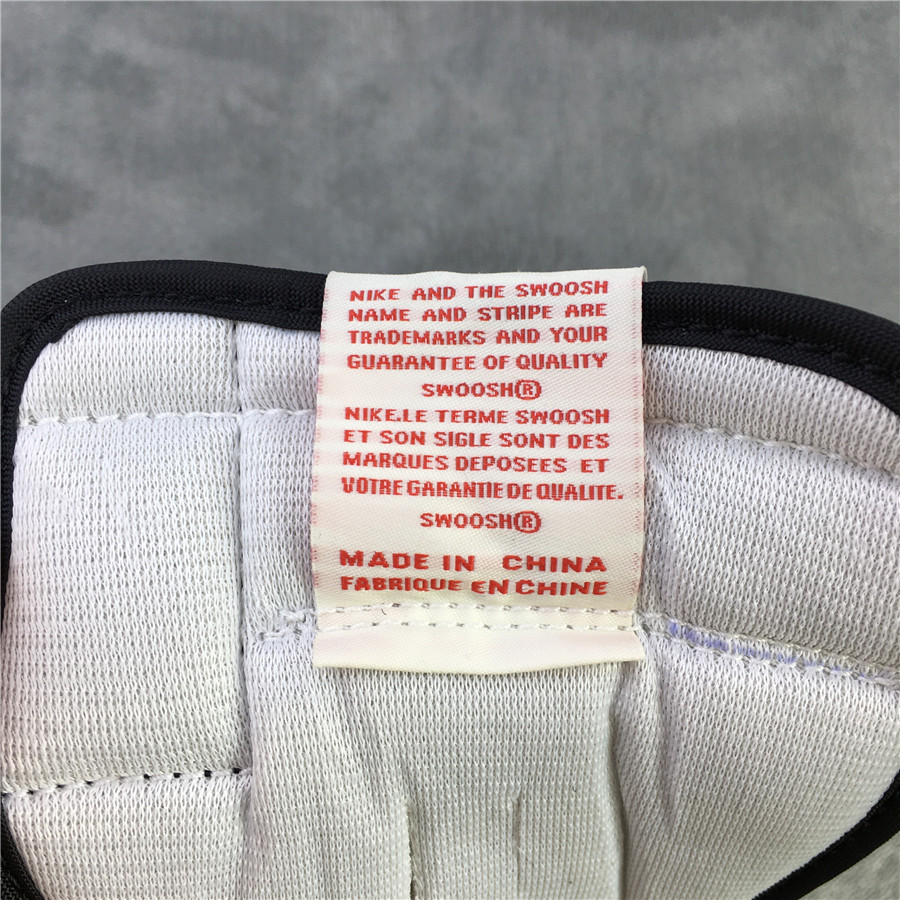 NIKE AND THE SWOOSH
NAME AND STRIPE ARE
TRADEMARKS AND YOUR
GUARANTEE OF QUALITY
SWOOSH®
NIKE.LE TERME SWOOSH
ET SON SIGLE SONT DES
MARQUES DEPOSEES ET
VOTRE GARANTIE DE QUALITE.
SWOOSH®
MADE IN CHINA
FABRIQUE EN CHINE